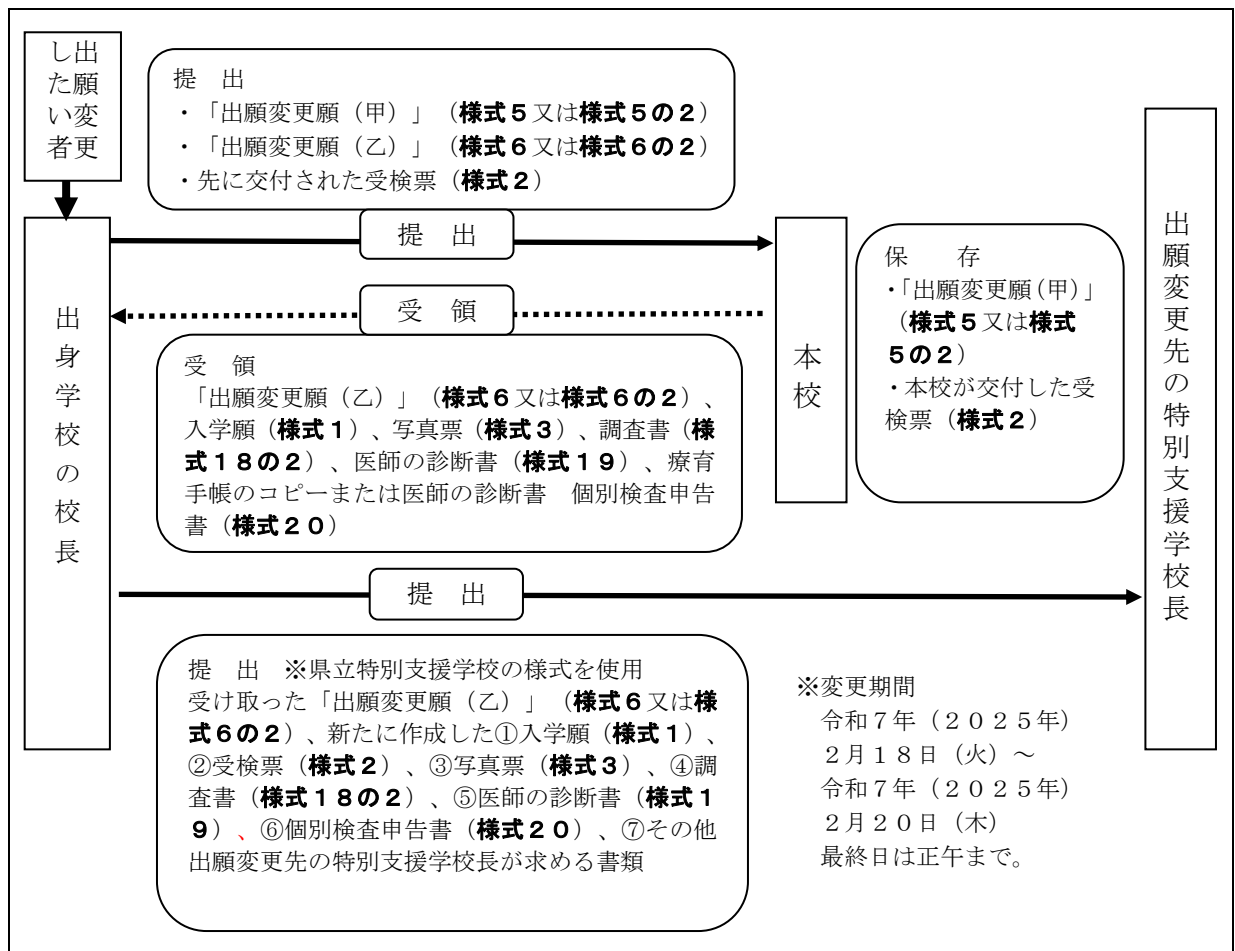 出願変更
し
た
い
者
提　出
・「出願変更願（甲）」（様式５又は様式５の２）
・「出願変更願（乙）」（様式６又は様式６の２）
・先に交付された受検票（様式２）
出身学校の校長
提　出
受　領
受　領
「出願変更願（乙）」（様式６又は様式６の２）、
入学願（様式１）、写真票（様式３）、調査書（様
式１８の２）、医師の診断書（様式１９）、療育
手帳のコピーまたは医師の診断書　個別検査申告
書（様式２０）
本校
保　　存
・「出願変更願（甲）」
（様式５又は様式
５の２）
・本校が交付した受
検票（様式２）
出願変更先の特別支援学校長
提　出
提　出　※県立特別支援学校の様式を使用
受け取った「出願変更願（乙）」（様式６又は様
式６の２）、新たに作成した①入学願（様式１）、
②受検票（様式２）、③写真票（様式３）、④調
査書（様式１８の２）、⑤医師の診断書（様式１
９）、⑥個別検査申告書（様式２０）、⑦その他
出願変更先の特別支援学校長が求める書類
※変更期間
令和７年（２０２５年）
２月１８日（火）～
令和７年（２０２５年）
２月２０日（木）
最終日は正午まで。